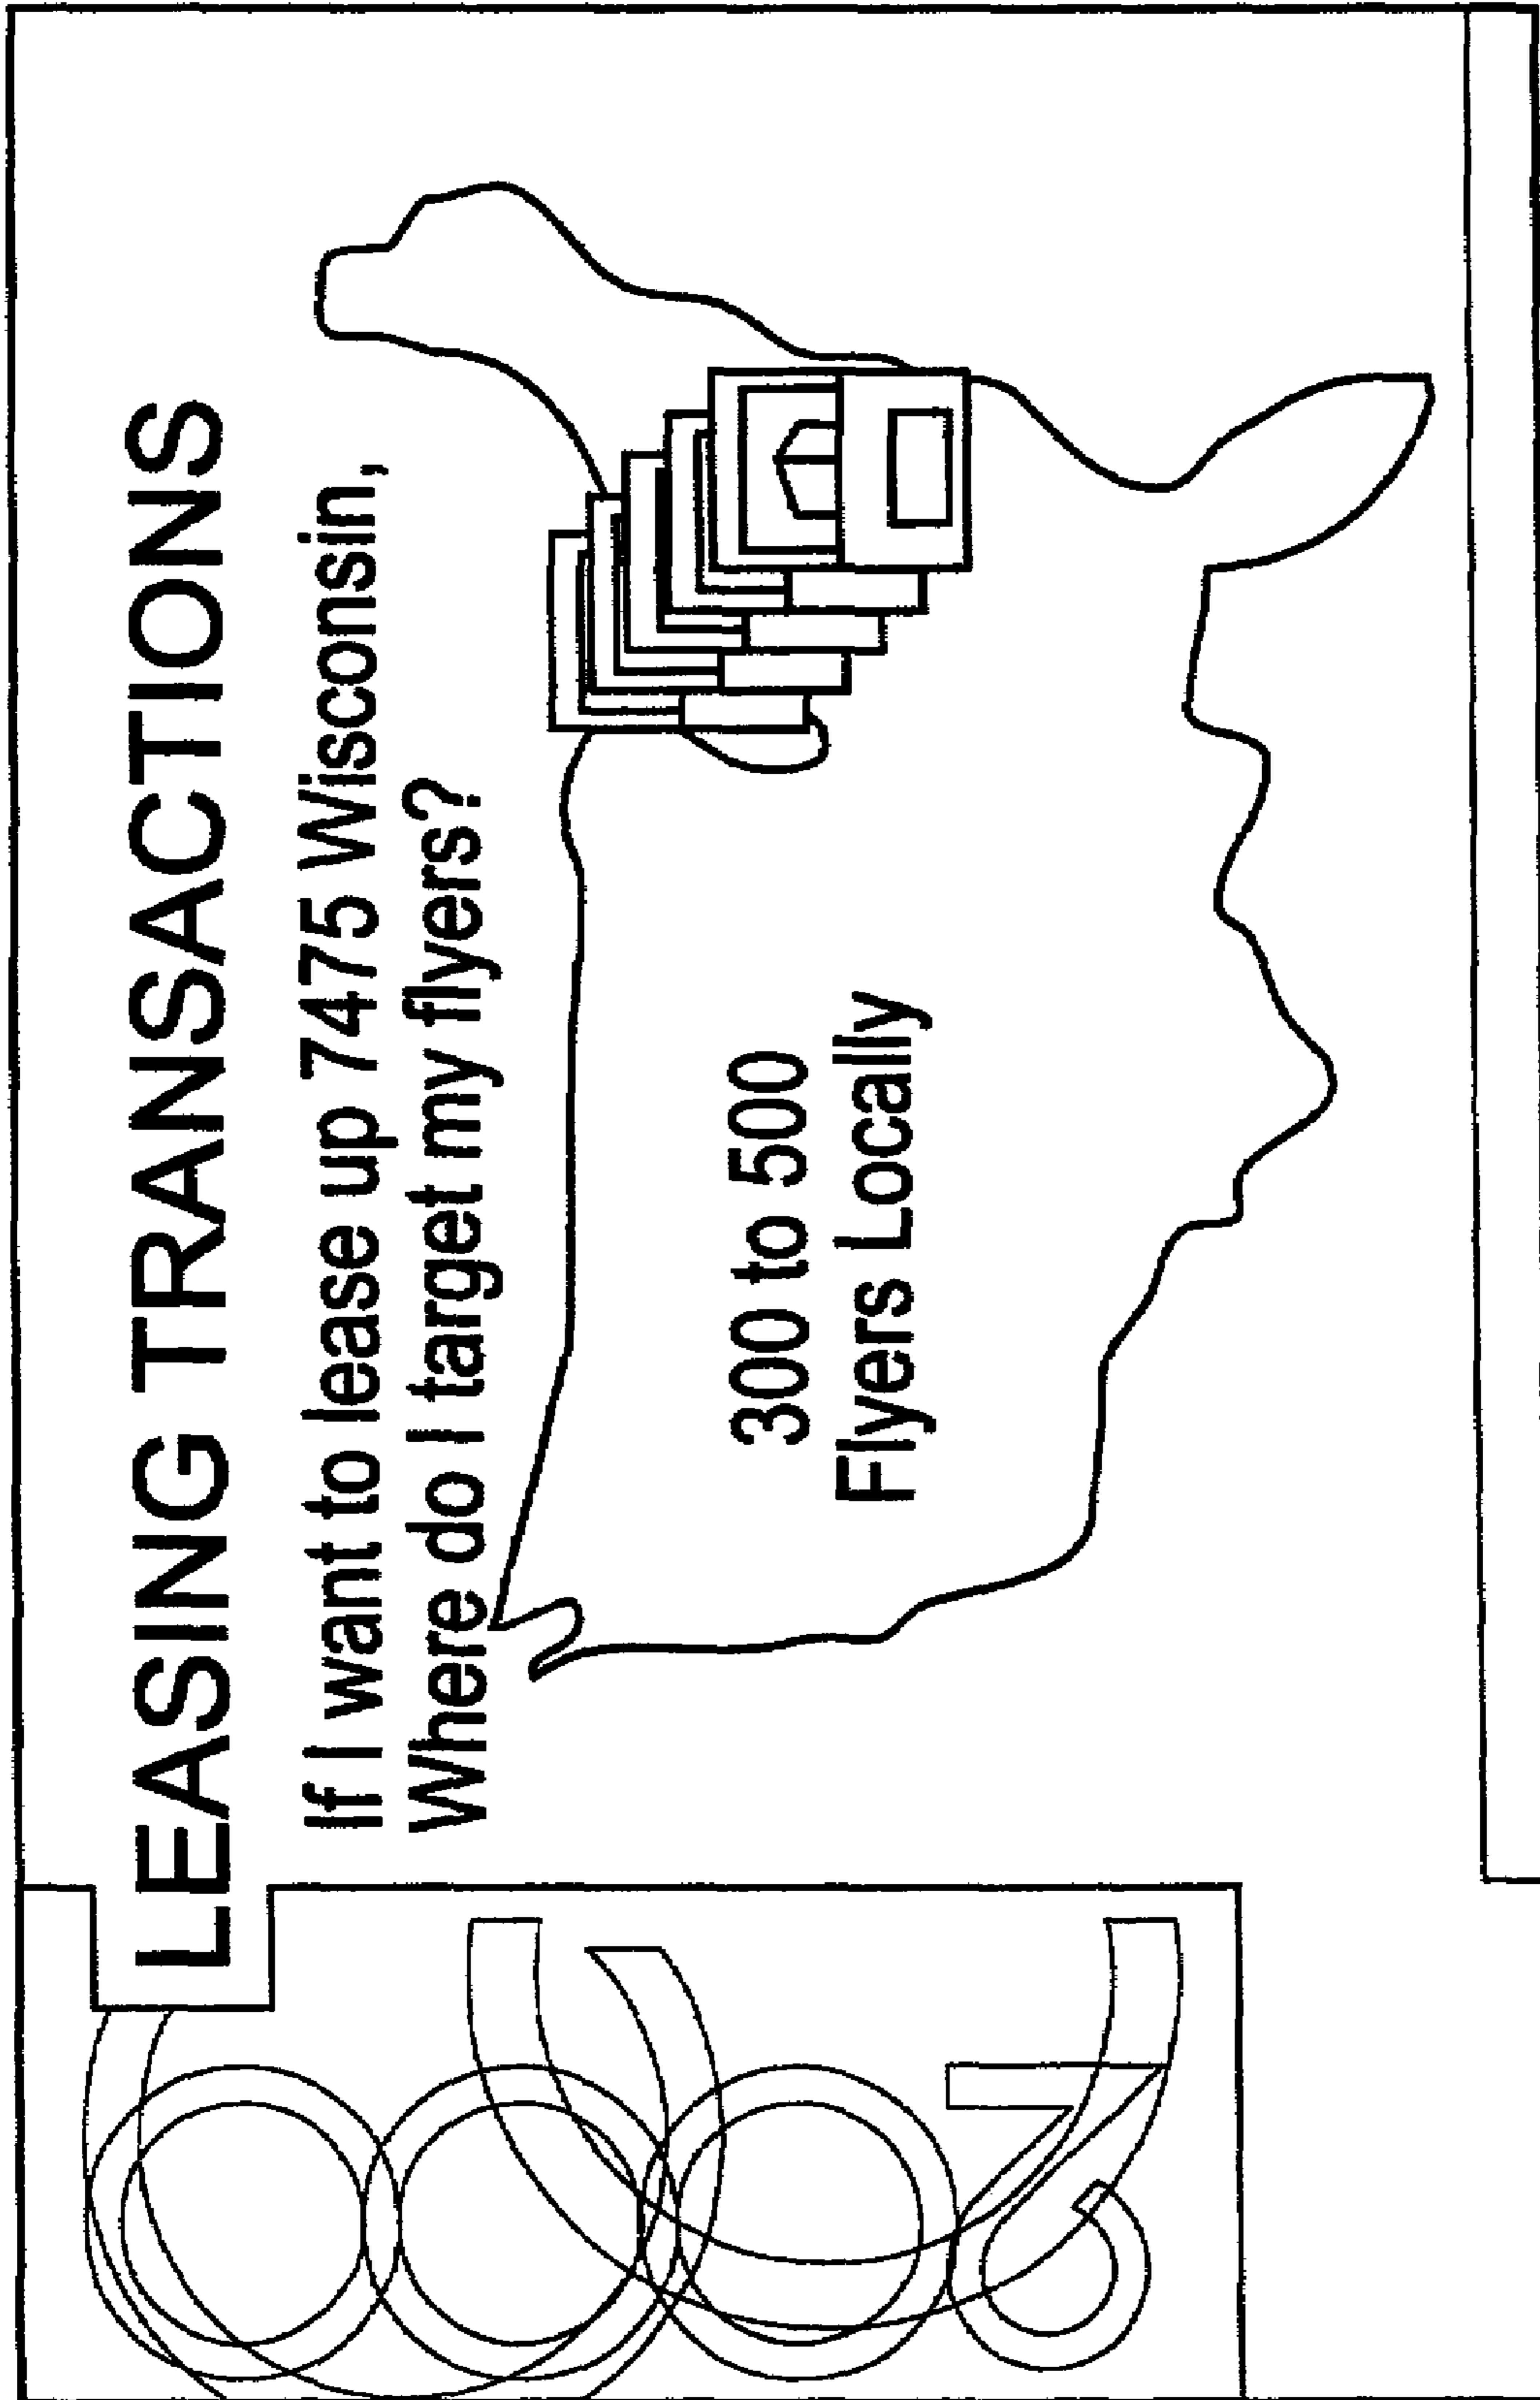 LEASING TRANSACTIONS
If I want to lease up 7475 Wisconsin,
Where do I target my flyers?
300 to 500
Flyers Locally
2000